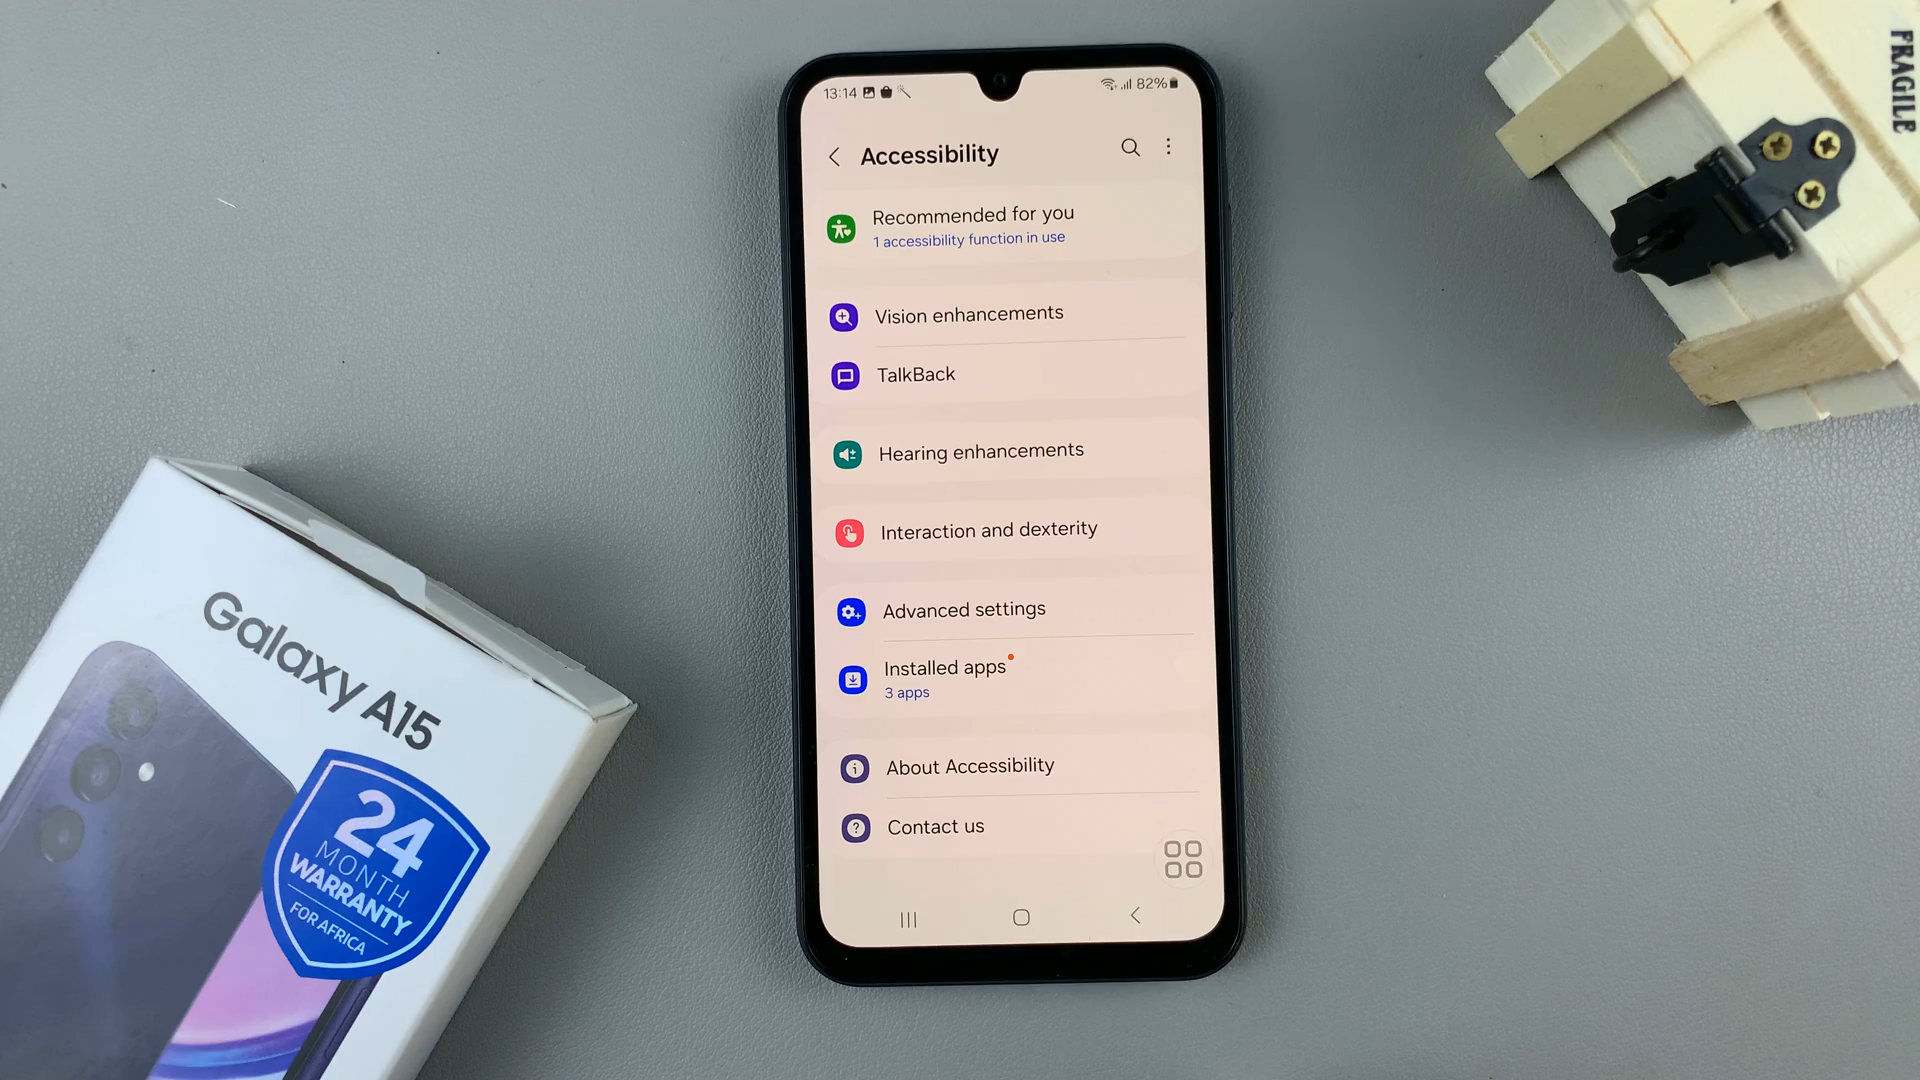 13:14
82%
Accessibility
Recommended for you
1 accessibility function in use
Vision enhancements
TalkBack
Hearing enhancements
Interaction and dexterity
Advanced settings
Installed apps
3 apps
About Accessibility
Contact us
Galaxy A15
24
MONTH
WARRANTY
FOR AFRICA
FRAGILE